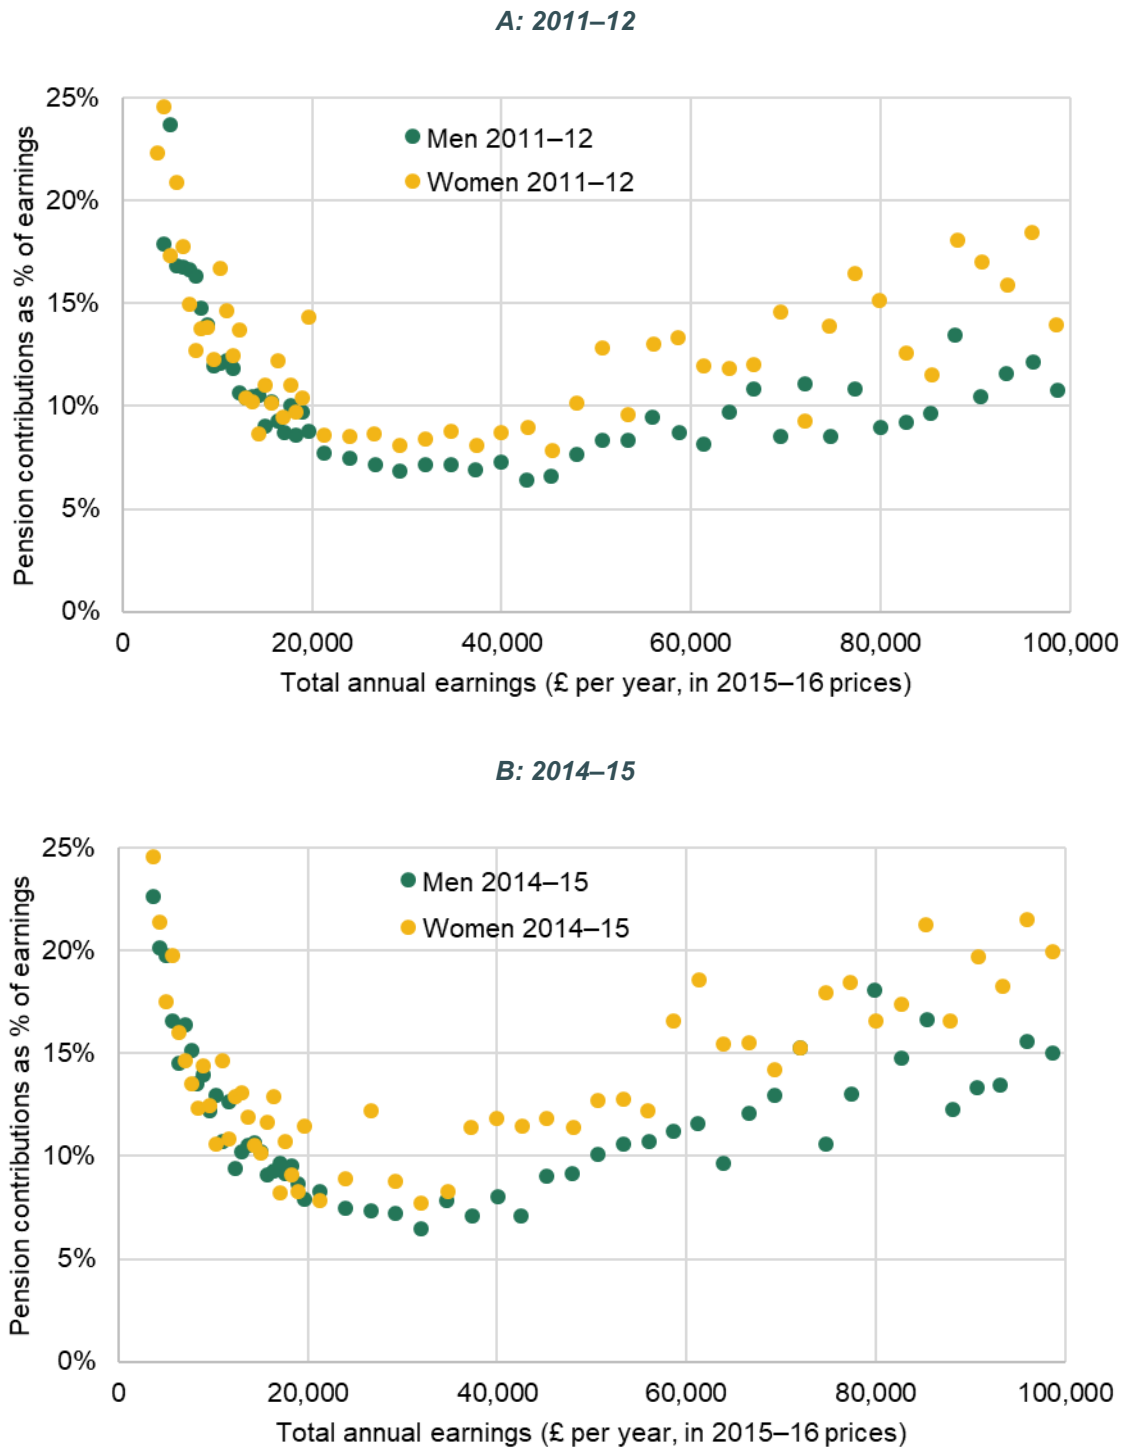 A: 2011–12
25%
20%
15%
10%
5%
0%
Pension contributions as % of earnings
Men 2011–12
Women 2011–12
0 20,000 40,000 60,000 80,000 100,000
Total annual earnings (£ per year, in 2015–16 prices)
B: 2014–15
25%
20%
15%
10%
5%
0%
Pension contributions as % of earnings
Men 2014–15
Women 2014–15
0 20,000 40,000 60,000 80,000 100,000
Total annual earnings (£ per year, in 2015–16 prices)